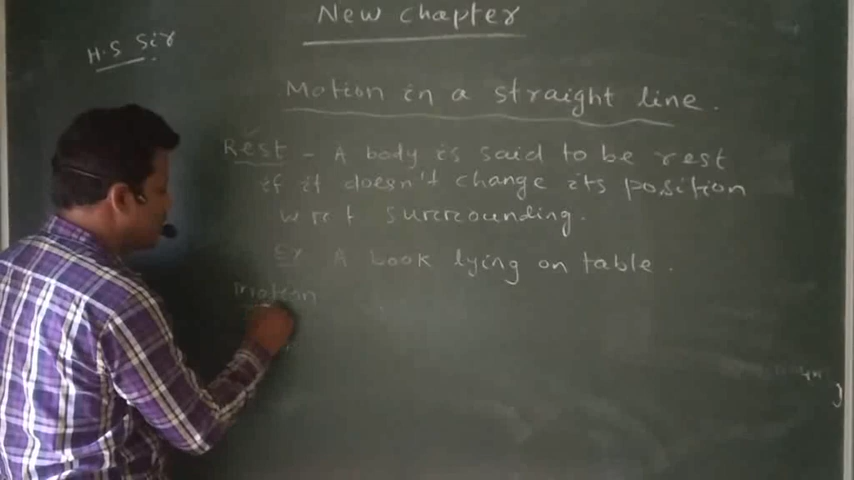 New chapter
H.S Sir
Motion in a straight line.
Rest - A body is said to be rest
if it doesn't change its position
w r t surrounding.
Ex A book lying on table.
Motion